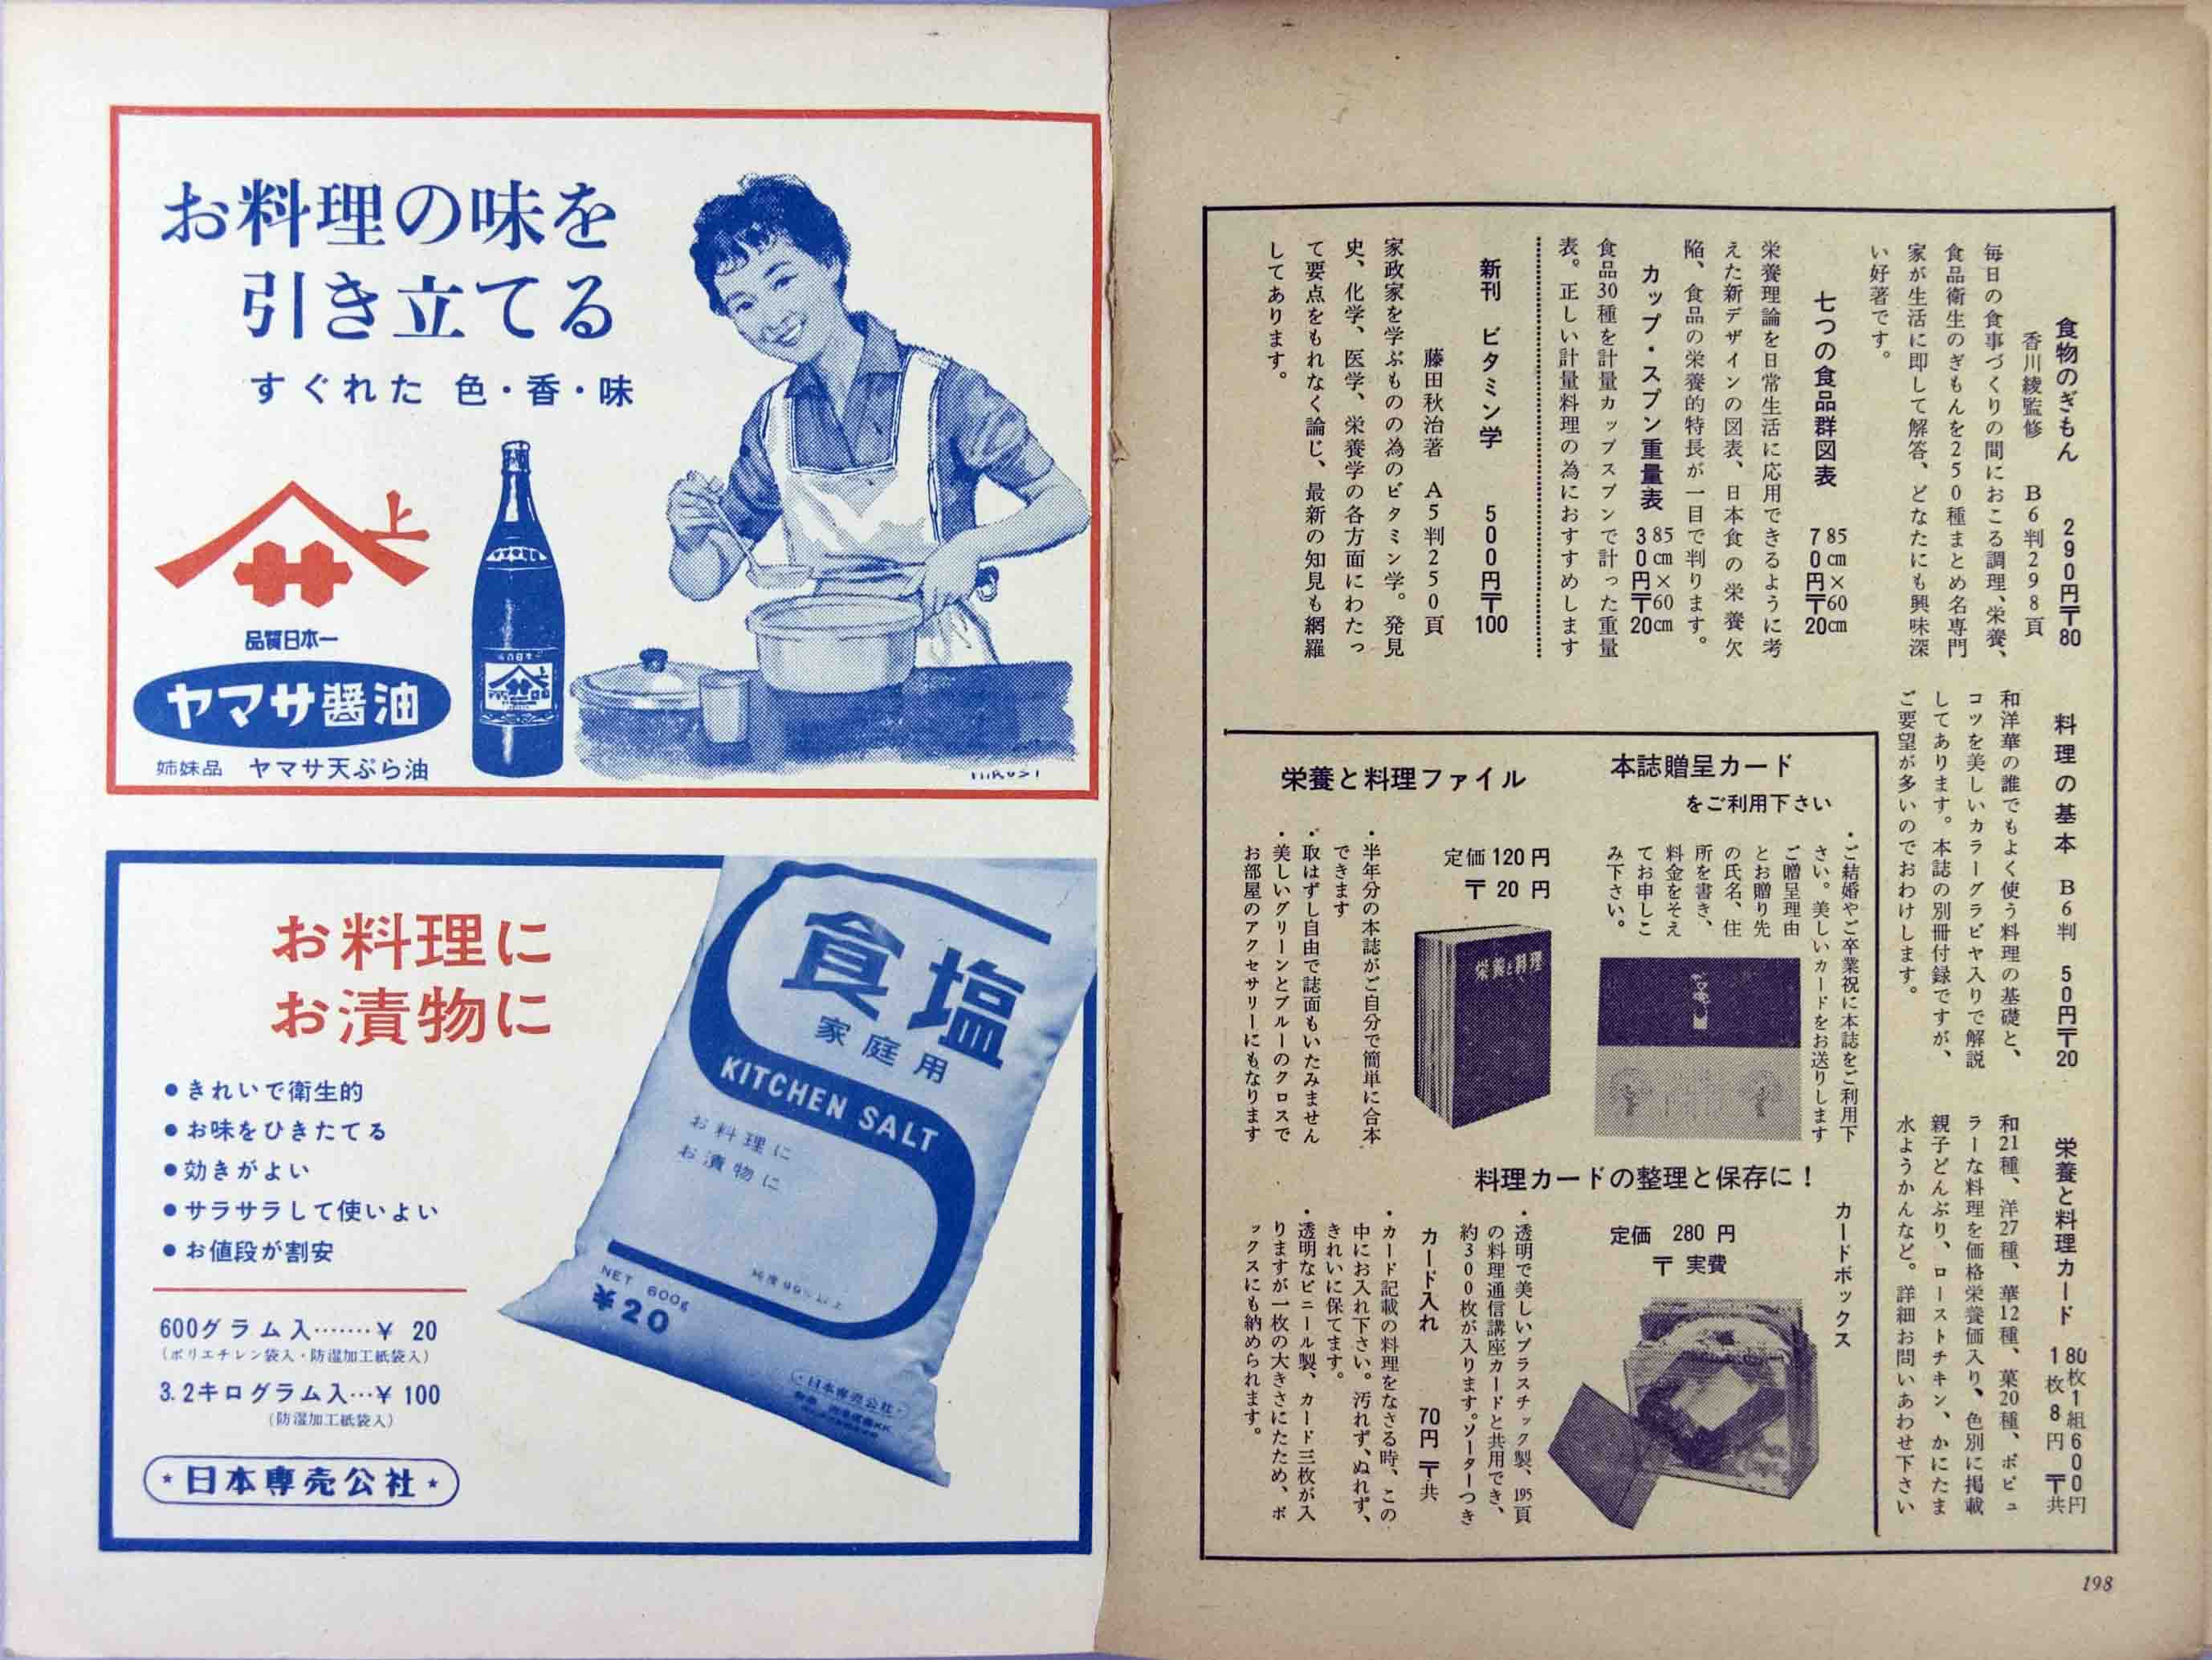 食物のぎもん　290円〒80
香川綾監修　B6判298頁
毎日の食事づくりの間におこる調理、栄養、
食品衛生のぎもんを250種まとめ名専門
家が生活に即して解答、どなたにも興味深
い好著です。
七つの食品群図表　85cm×60cm
70円〒20
栄養理論を日常生活に応用できるように考
えた新デザインの図表、日本食の栄養欠
陥、食品の栄養的特長が一目で判ります。
カップ・スプン重量表　85cm×60cm
30円〒20
食品30種を計量カップスプンで計った重量
表。正しい計量料理の為におすすめします
新刊　ビタミン学　500円〒100
藤田秋治著　A5判250頁
家政家を学ぶものの為のビタミン学。発見
史、化学、医学、栄養学の各方面にわたっ
て要点をもれなく論じ、最新の知見も網羅
してあります。
料理の基本　B6判　50円〒20
和洋華の誰でもよく使う料理の基礎と、
コツを美しいカラーグラビヤ入りで解説
してあります。本誌の別冊付録ですが、
ご要望が多いのでおわけします。
栄養と料理カード　80枚1組600円
1枚8円〒共
和21種、洋27種、華12種、菓20種、ポピュ
ラーな料理を価格栄養価入り、色別に掲載
親子どんぶり、ローストチキン、かにたま
水ようかんなど。詳細お問いあわせ下さい
本誌贈呈カード
をご利用下さい
・ご結婚やご卒業祝に本誌をご利用下
さい。美しいカードをお送りします
ご贈呈理由
とお贈り先
の氏名、住
所を書き、
料金をそえ
てお申しこ
み下さい。
栄養と料理ファイル
定価 120 円
〒 20 円
栄養と料理
・半年分の本誌がご自分で簡単に合本
できます
・取はずし自由で誌面もいたみません
・美しいグリーンとブルーのクロスで
お部屋のアクセサリーにもなります
料理カードの整理と保存に！
カードボックス
定価　280 円
〒 実費
・透明で美しいプラスチック製、195頁
の料理通信講座カードと共用でき、
約300枚が入ります。ソーターつき
カード入れ　70円〒共
・カード記載の料理をなさる時、この
中にお入れ下さい。汚れず、ぬれず、
きれいに保てます。
・透明なビニール製、カード三枚が入
りますが一枚の大きさにたため、ボ
ックスにも納められます。
198
お料理の味を
引き立てる
すぐれた 色・香・味
上
品質日本一
ヤマサ醤油
姉妹品　ヤマサ天ぷら油
HIROSI
お料理に
お漬物に
●きれいで衛生的
●お味をひきたてる
●効きがよい
●サラサラして使いよい
●お値段が割安
600グラム入……¥ 20
（ポリエチレン袋入・防湿加工紙袋入）
3.2キログラム入…¥ 100
（防湿加工紙袋入）
日本専売公社
食塩
家庭用
KITCHEN SALT
お料理に
お漬物に
純度99%以上
NET 600g
¥20
日本専売公社